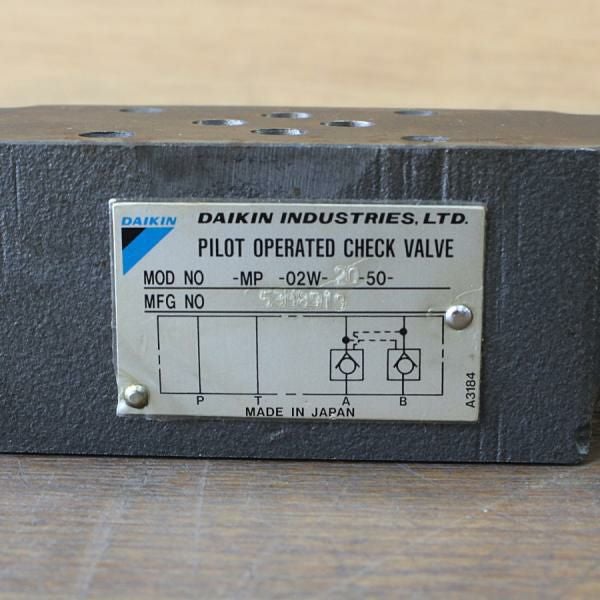 DAIKIN DAIKIN INDUSTRIES, LTD.
PILOT OPERATED CHECK VALVE
MOD NO -MP -02W-20-50-
MFG NO
P T A B
MADE IN JAPAN
A3184